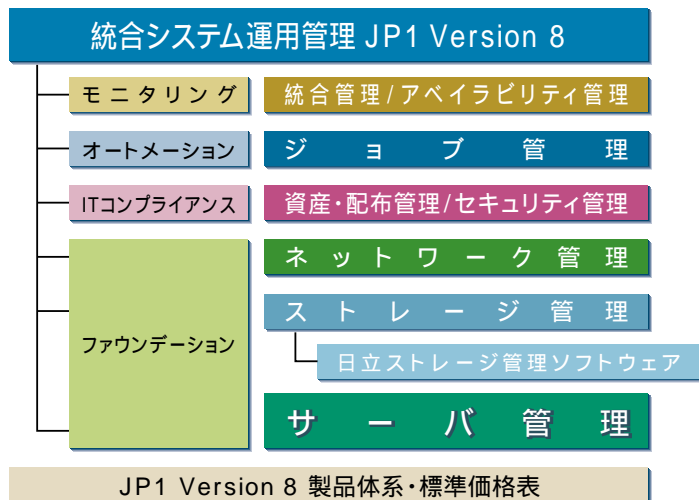 統合システム運用管理 JP1 Version 8
モニタリング 統合管理/アベイラビリティ管理
オートメーション ジョブ管理
ITコンプライアンス 資産・配布管理/セキュリティ管理
ネットワーク管理
ストレージ管理
ファウンデーション
日立ストレージ管理ソフトウェア
サーバ管理
JP1 Version 8 製品体系・標準価格表